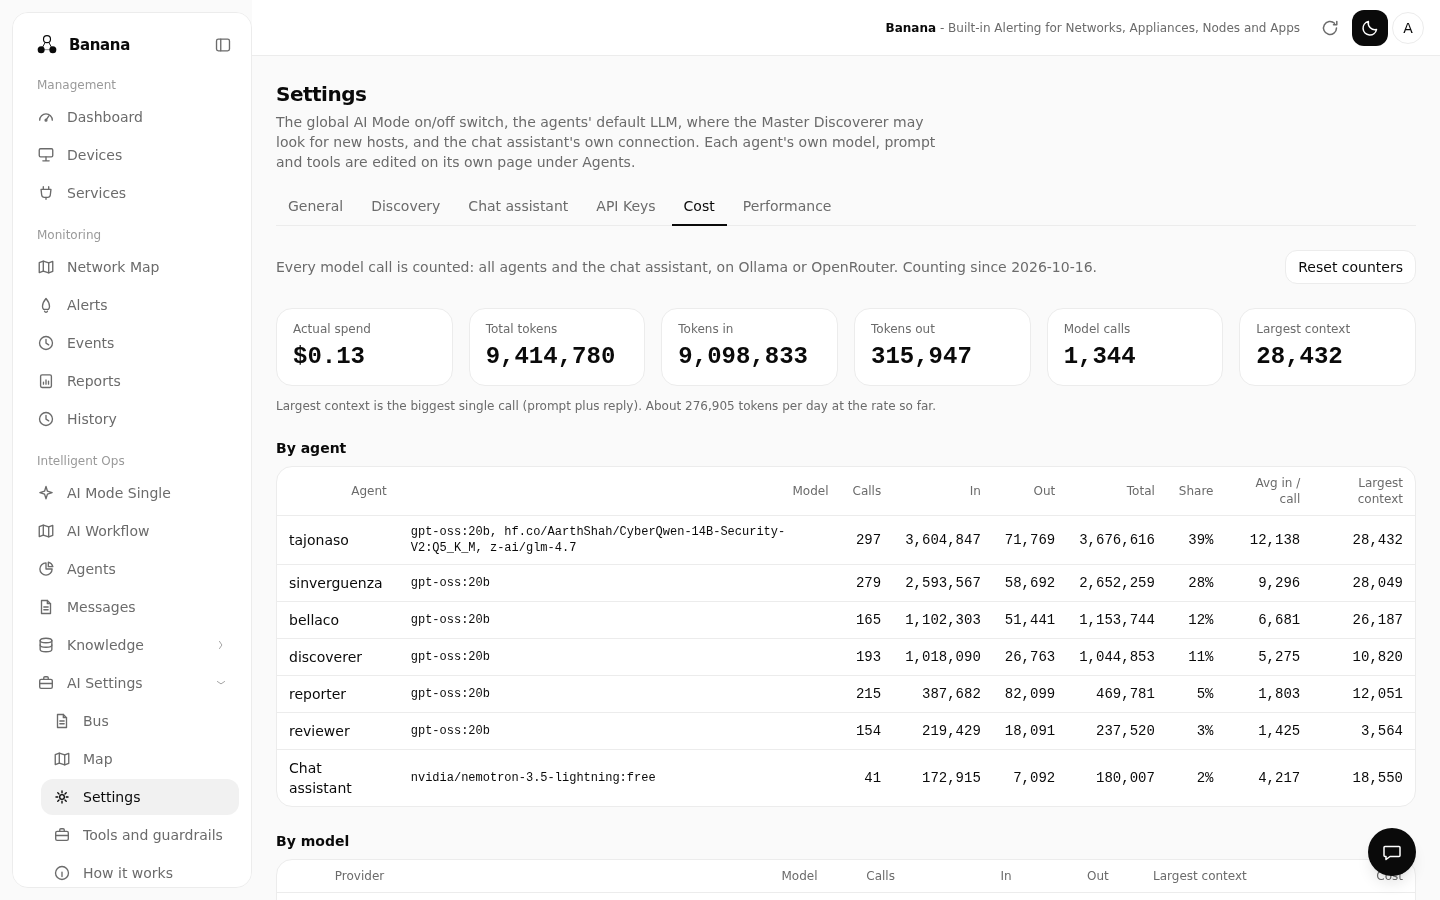 Banana
Banana - Built-in Alerting for Networks, Appliances, Nodes and Apps
A
Management
Dashboard
Devices
Services
Monitoring
Network Map
Alerts
Events
Reports
History
Intelligent Ops
AI Mode Single
AI Workflow
Agents
Messages
Knowledge
AI Settings
Bus
Map
Settings
Tools and guardrails
How it works
Settings
The global AI Mode on/off switch, the agents' default LLM, where the Master Discoverer may
look for new hosts, and the chat assistant's own connection. Each agent's own model, prompt
and tools are edited on its own page under Agents.
General Discovery Chat assistant API Keys Cost Performance
Every model call is counted: all agents and the chat assistant, on Ollama or OpenRouter. Counting since 2026-10-16.
Reset counters
Actual spend Total tokens Tokens in Tokens out Model calls Largest context
$0.13 9,414,780 9,098,833 315,947 1,344 28,432
Largest context is the biggest single call (prompt plus reply). About 276,905 tokens per day at the rate so far.
By agent
Agent Model Calls In Out Total Share Avg in / call Largest context
tajonaso gpt-oss:20b, hf.co/AarthShah/CyberQwen-14B-Security-
V2:Q5_K_M, z-ai/glm-4.7 297 3,604,847 71,769 3,676,616 39% 12,138 28,432
sinverguenza gpt-oss:20b 279 2,593,567 58,692 2,652,259 28% 9,296 28,049
bellaco gpt-oss:20b 165 1,102,303 51,441 1,153,744 12% 6,681 26,187
discoverer gpt-oss:20b 193 1,018,090 26,763 1,044,853 11% 5,275 10,820
reporter gpt-oss:20b 215 387,682 82,099 469,781 5% 1,803 12,051
reviewer gpt-oss:20b 154 219,429 18,091 237,520 3% 1,425 3,564
Chat assistant nvidia/nemotron-3.5-lightning:free 41 172,915 7,092 180,007 2% 4,217 18,550
By model
Provider Model Calls In Out Largest context Cost